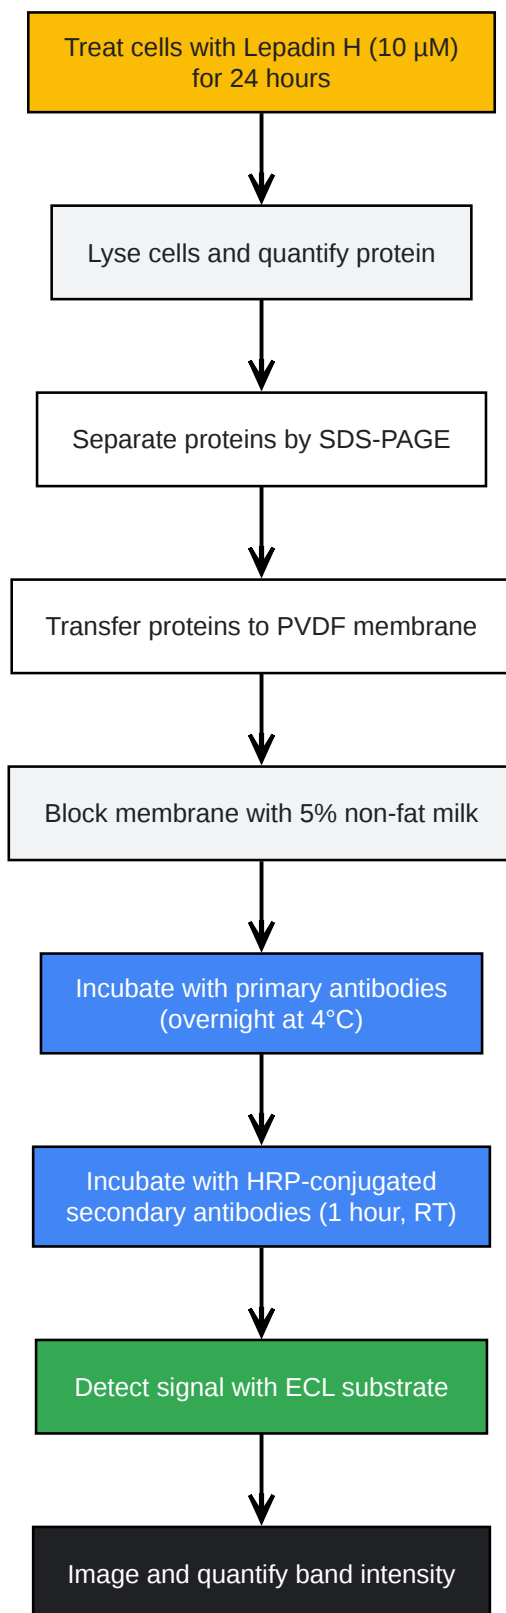 Treat cells with Lepadin H (10 µM)
for 24 hours
Lyse cells and quantify protein
Separate proteins by SDS-PAGE
Transfer proteins to PVDF membrane
Block membrane with 5% non-fat milk
Incubate with primary antibodies
(overnight at 4°C)
Incubate with HRP-conjugated
secondary antibodies (1 hour, RT)
Detect signal with ECL substrate
Image and quantify band intensity